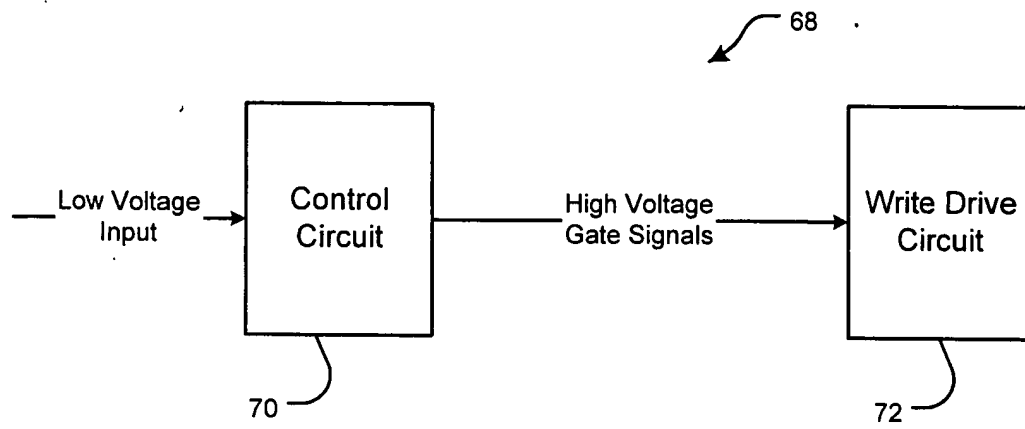 68
Low Voltage
Input
Control
Circuit
High Voltage
Gate Signals
Write Drive
Circuit
70
72